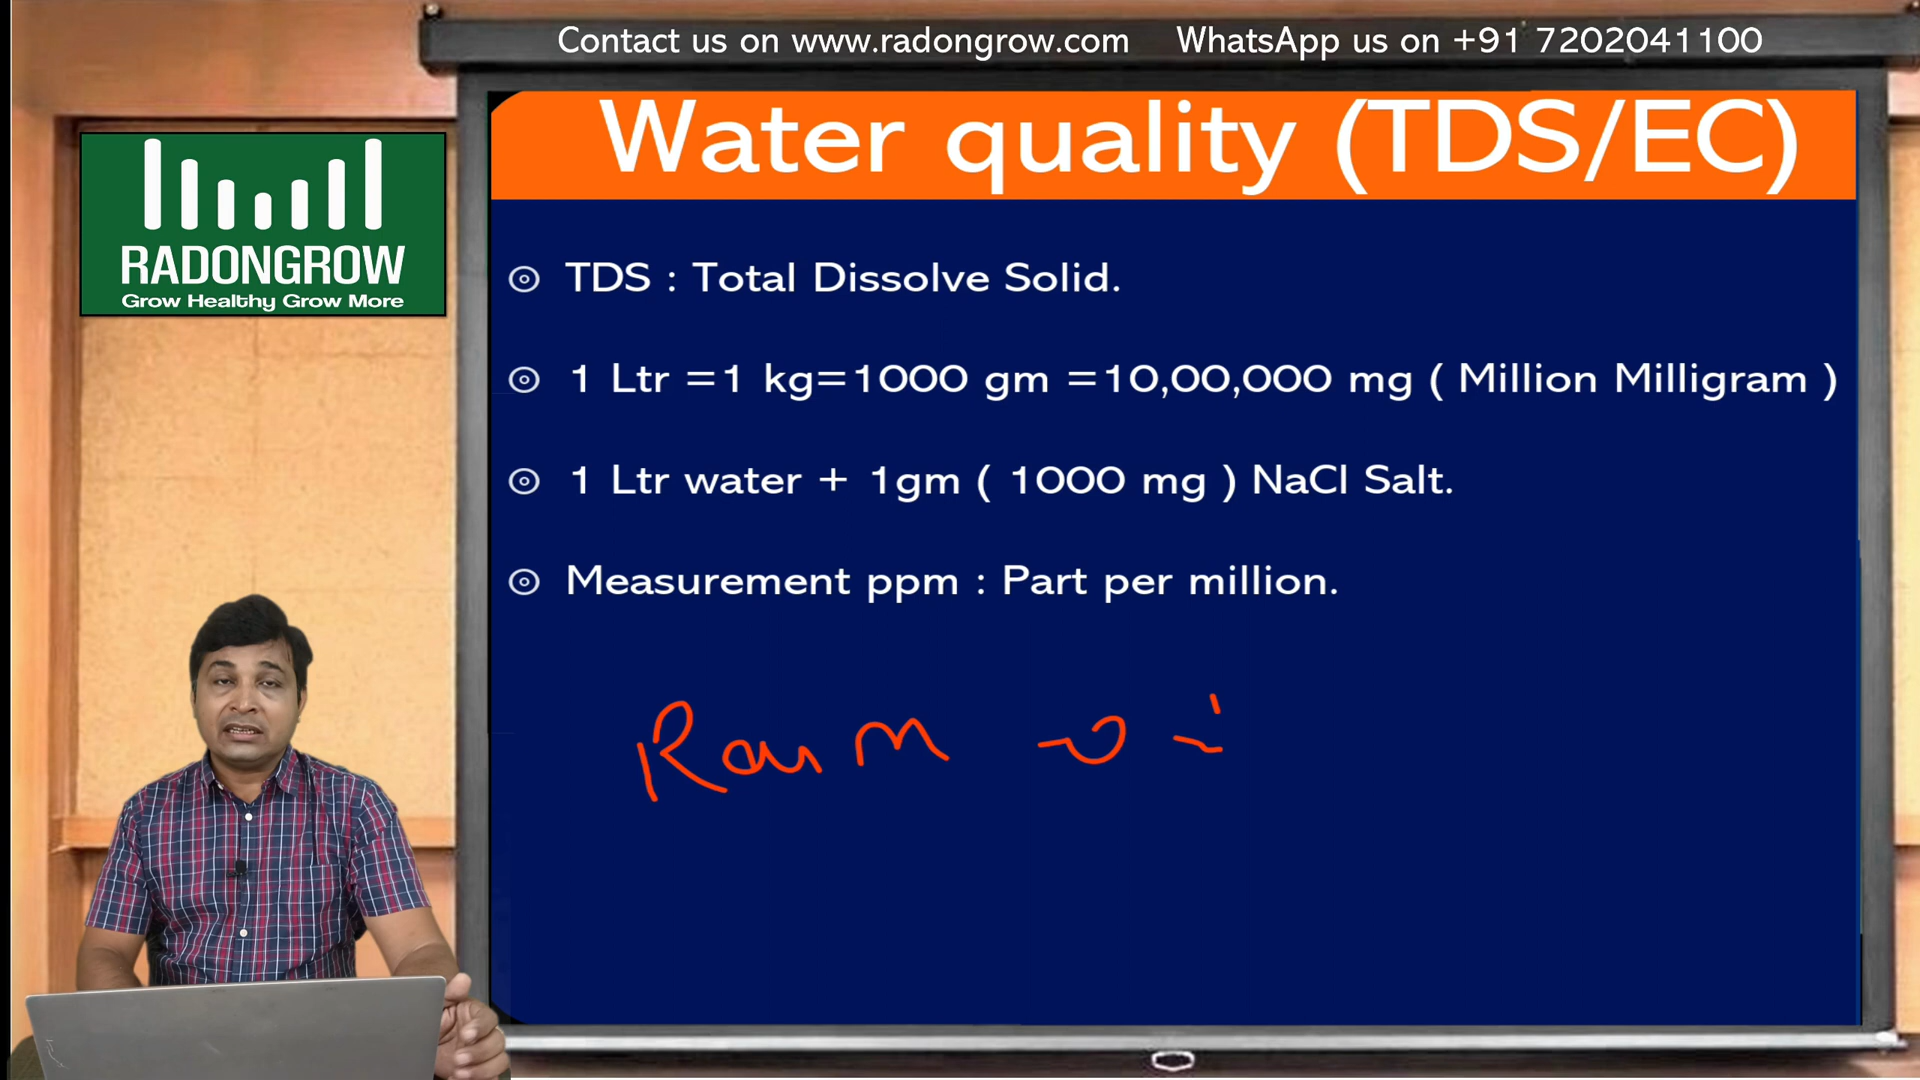 Contact us on www.radongrow.com WhatsApp us on +91 7202041100
RADONGROW
Grow Healthy Grow More
Water quality (TDS/EC)
TDS : Total Dissolve Solid.
1 Ltr =1 kg=1000 gm =10,00,000 mg ( Million Milligram )
1 Ltr water + 1gm ( 1000 mg ) NaCl Salt.
Measurement ppm : Part per million.